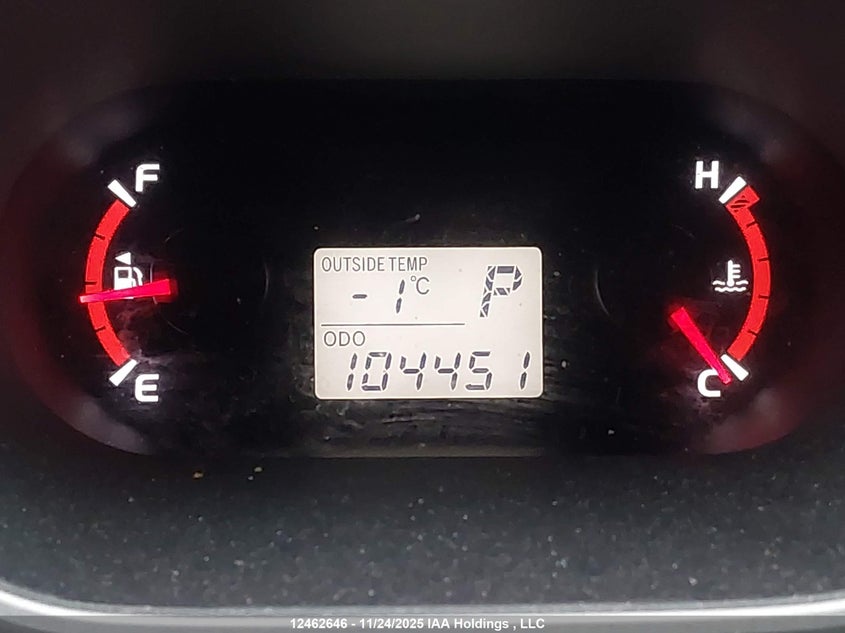 F
H
OUTSIDE TEMP
-1°C P
ODO
104451
E
C
12462646 - 11/24/2025 IAA Holdings , LLC